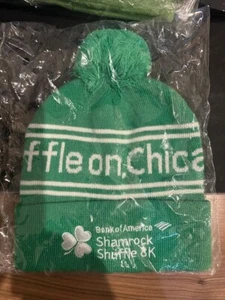 ffle on, Chica
Bank of America
Shamrock
Shuffle 8K